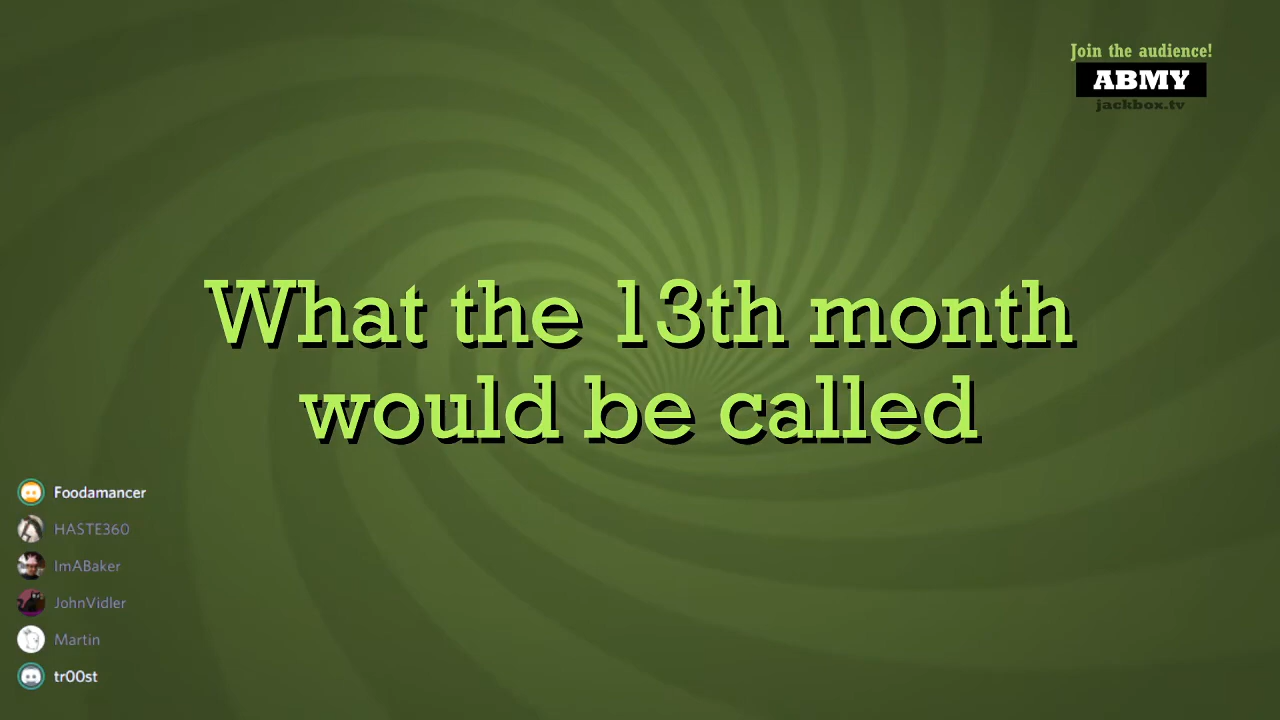 Join the audience!
ABMY
jackbox.tv
What the 13th month
would be called
Foodamancer
HASTE360
ImABaker
JohnVidler
Martin
tr00st